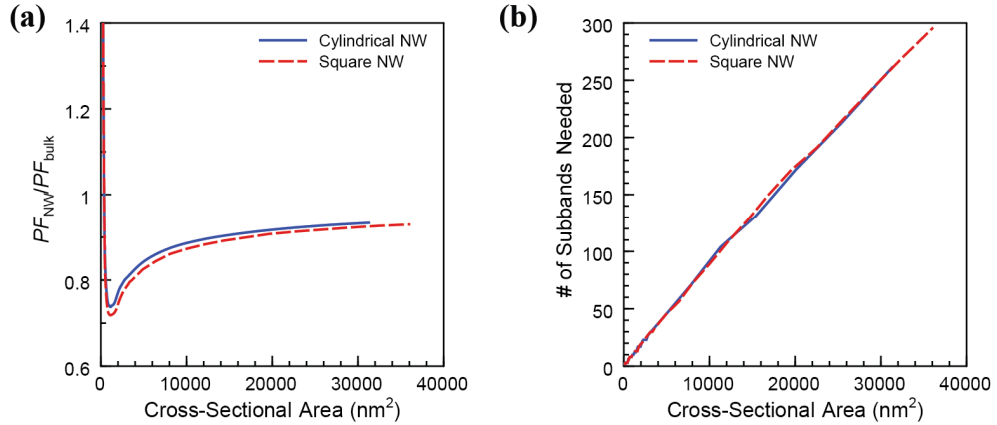 (a)
1.4
1.2
1
0.8
0.6
PF_NW/PF_bulk
Cylindrical NW
Square NW
0
10000
20000
30000
40000
Cross-Sectional Area (nm²)
(b)
300
250
200
150
100
50
0
# of Subbands Needed
Cylindrical NW
Square NW
0
10000
20000
30000
40000
Cross-Sectional Area (nm²)